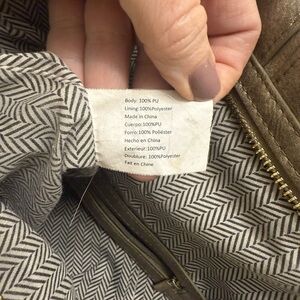 Body: 100% PU
Lining: 100%Polyester
Made in China
Cuerpo:100%PU
Forro: 100% Poliéster
Hecho en China
Exterieur:100%PU
Doublure: 100%Polyester
Fait en Chine